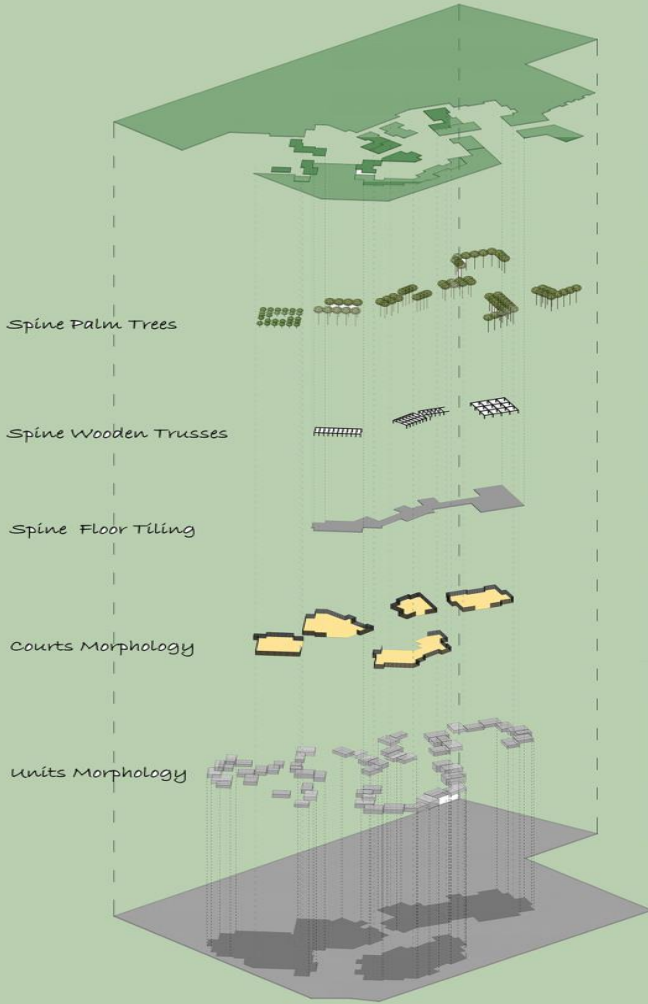 Spine Palm Trees
Spine Wooden Trusses
Spine Floor Tiling
Courts Morphology
Units Morphology